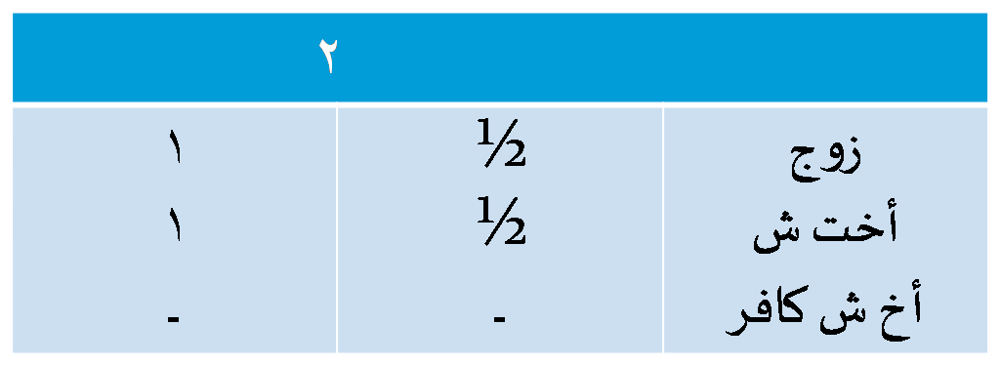 ٢
زوج ½ ١
أخت ش ½ ١
أخ ش كافر - -